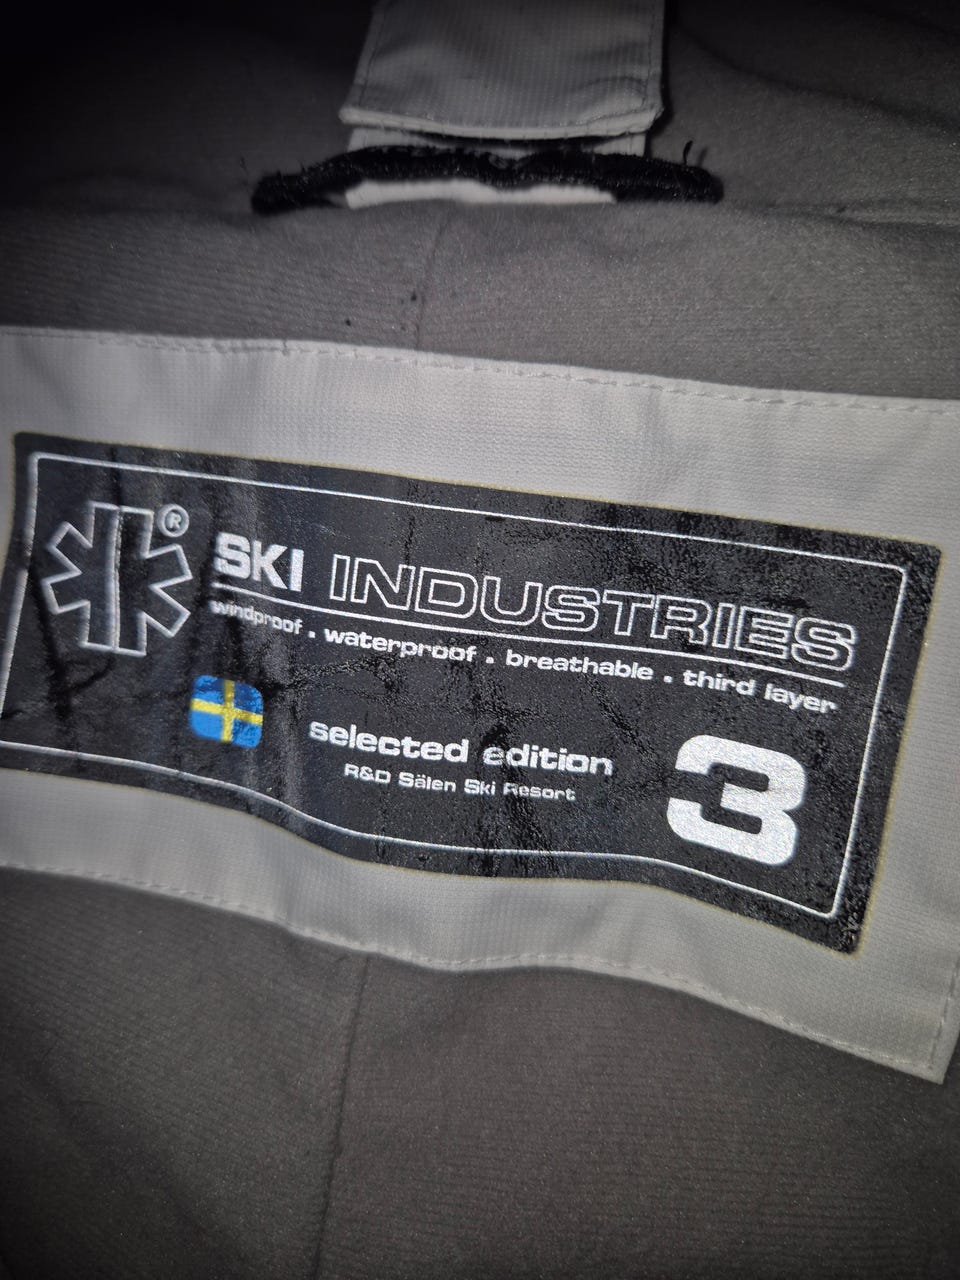 ®
SKI INDUSTRIES
windproof . waterproof . breathable . third layer
selected edition
R&D Sälen Ski Resort
3